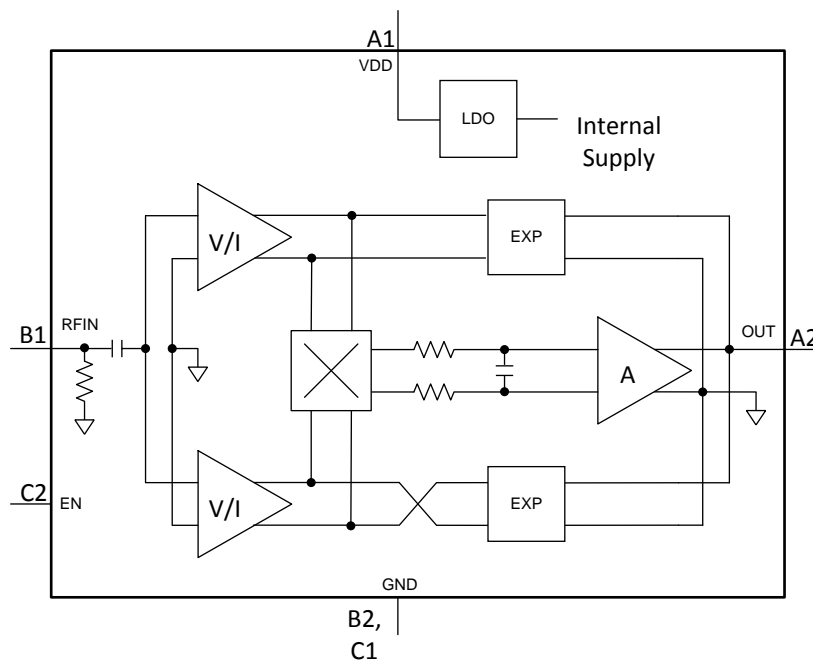 A1
VDD
LDO
Internal
Supply
V/I
EXP
B1
RFIN
OUT
A2
A
C2
EN
V/I
EXP
GND
B2,
C1